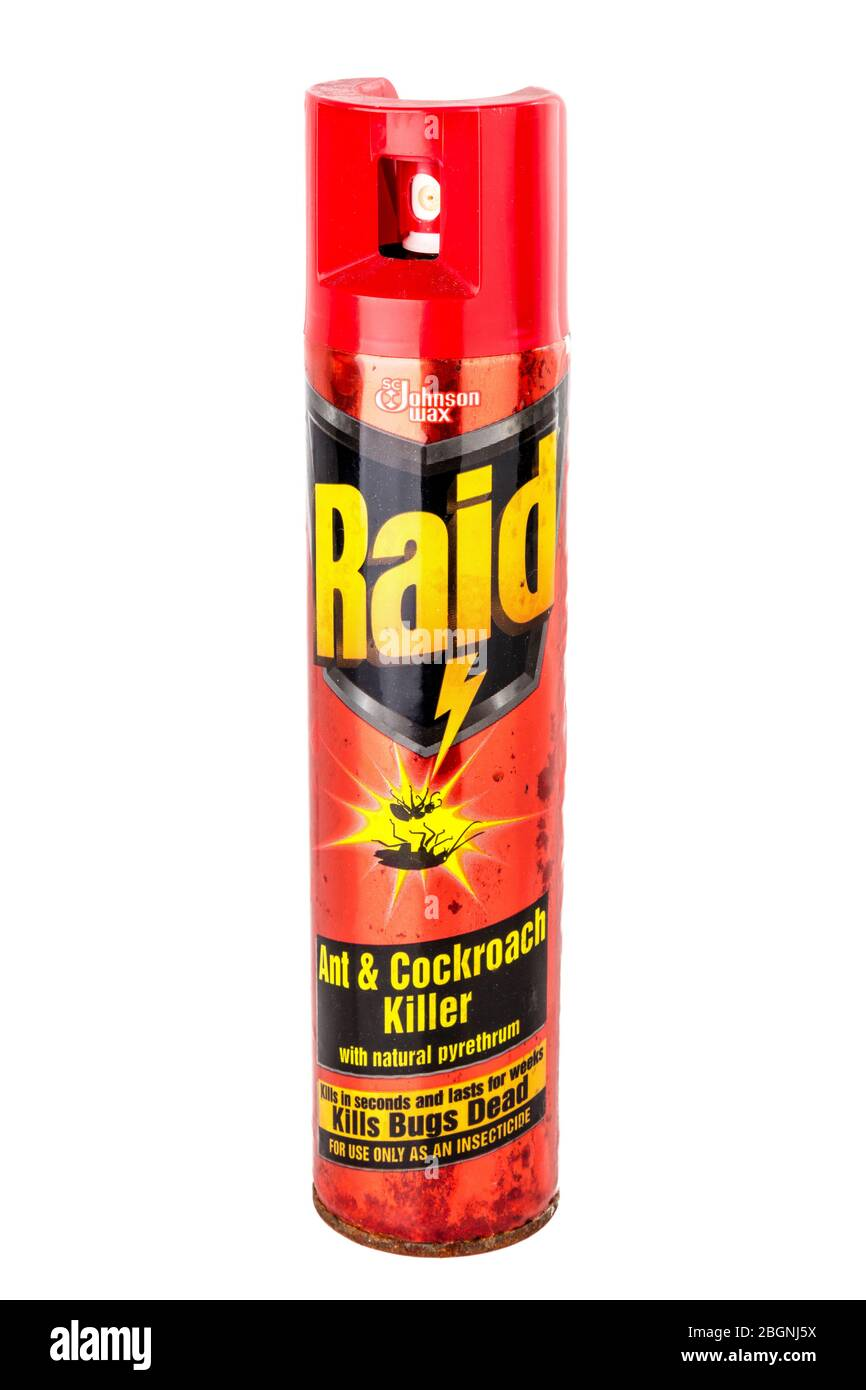 SC Johnson
wax
Raid
Ant & Cockroach
Killer
with natural pyrethrum
Kills in seconds and lasts for weeks
Kills Bugs Dead
FOR USE ONLY AS AN INSECTICIDE
a
alamy
a
a
alamy
Image ID: 2BGNJ5X
www.alamy.com